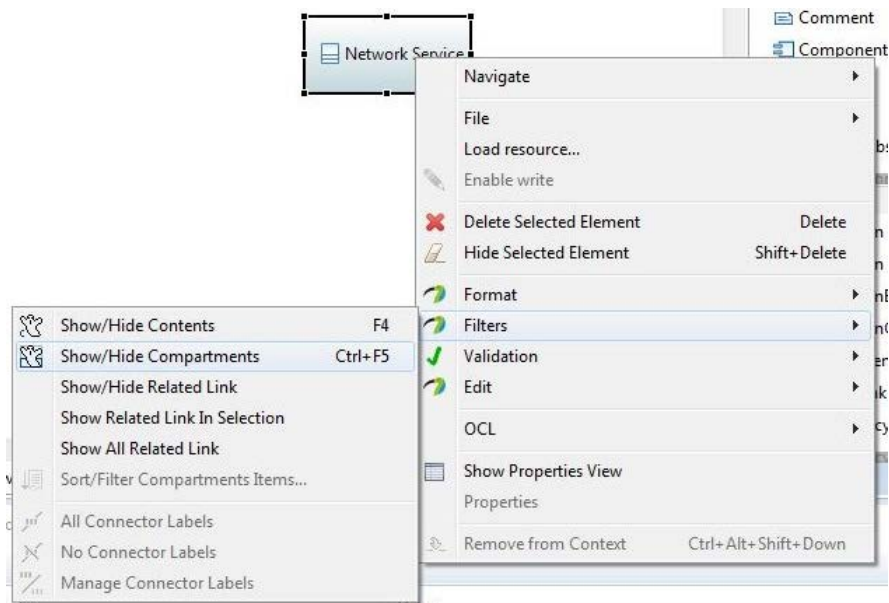 Comment
Network Service
Component
Navigate
File
Load resource...
Enable write
Delete Selected Element Delete
Hide Selected Element Shift+Delete
Format
Filters
Validation
Edit
OCL
Show Properties View
Properties
Remove from Context Ctrl+Alt+Shift+Down
Show/Hide Contents F4
Show/Hide Compartments Ctrl+F5
Show/Hide Related Link
Show Related Link In Selection
Show All Related Link
Sort/Filter Compartments Items...
All Connector Labels
No Connector Labels
Manage Connector Labels